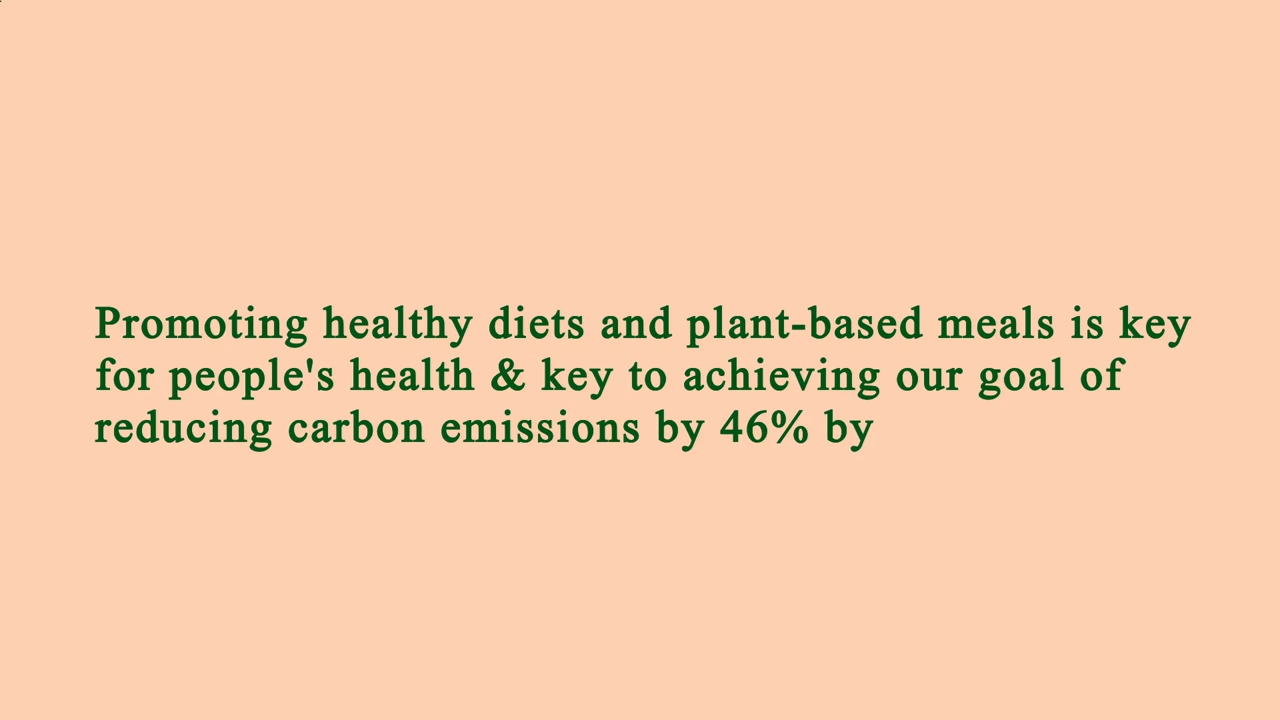 Promoting healthy diets and plant-based meals is key
for people's health & key to achieving our goal of
reducing carbon emissions by 46% by